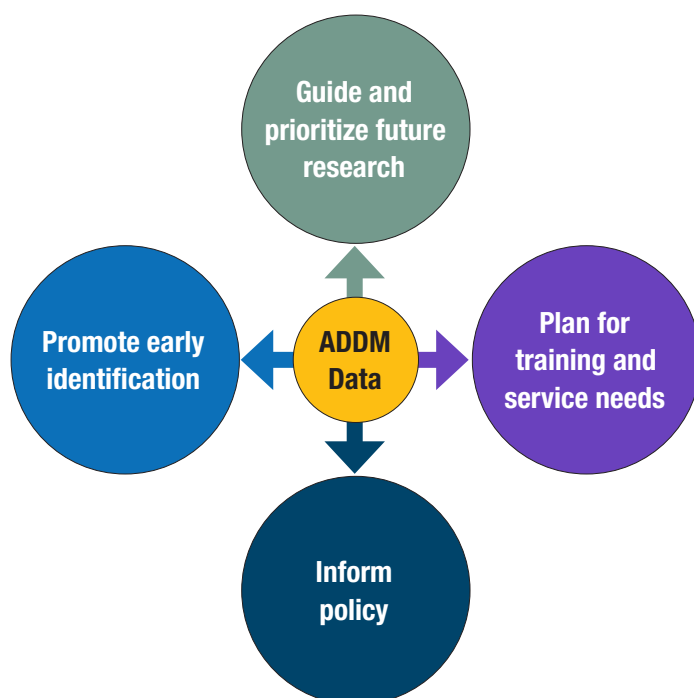 Guide and
prioritize future
research
Promote early
identification
ADDM
Data
Plan for
training and
service needs
Inform
policy